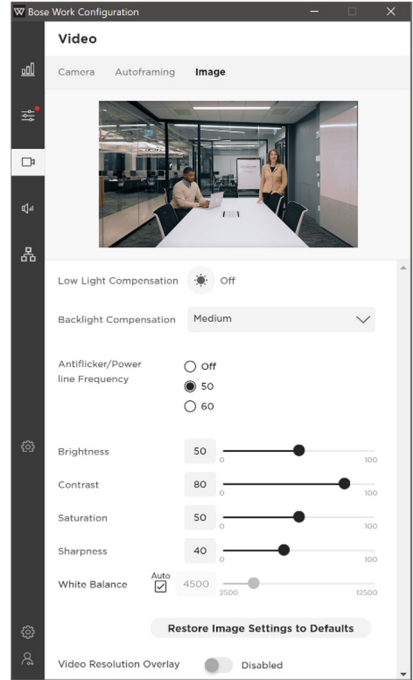 W Bose Work Configuration
Video
Camera Autoframing Image
Low Light Compensation Off
Backlight Compensation Medium
Antiflicker/Power
line Frequency
Off
50
60
Brightness 50
0 100
Contrast 80
0 100
Saturation 50
0 100
Sharpness 40
0 100
Auto
White Balance 4500
2500 12500
Restore Image Settings to Defaults
Video Resolution Overlay Disabled